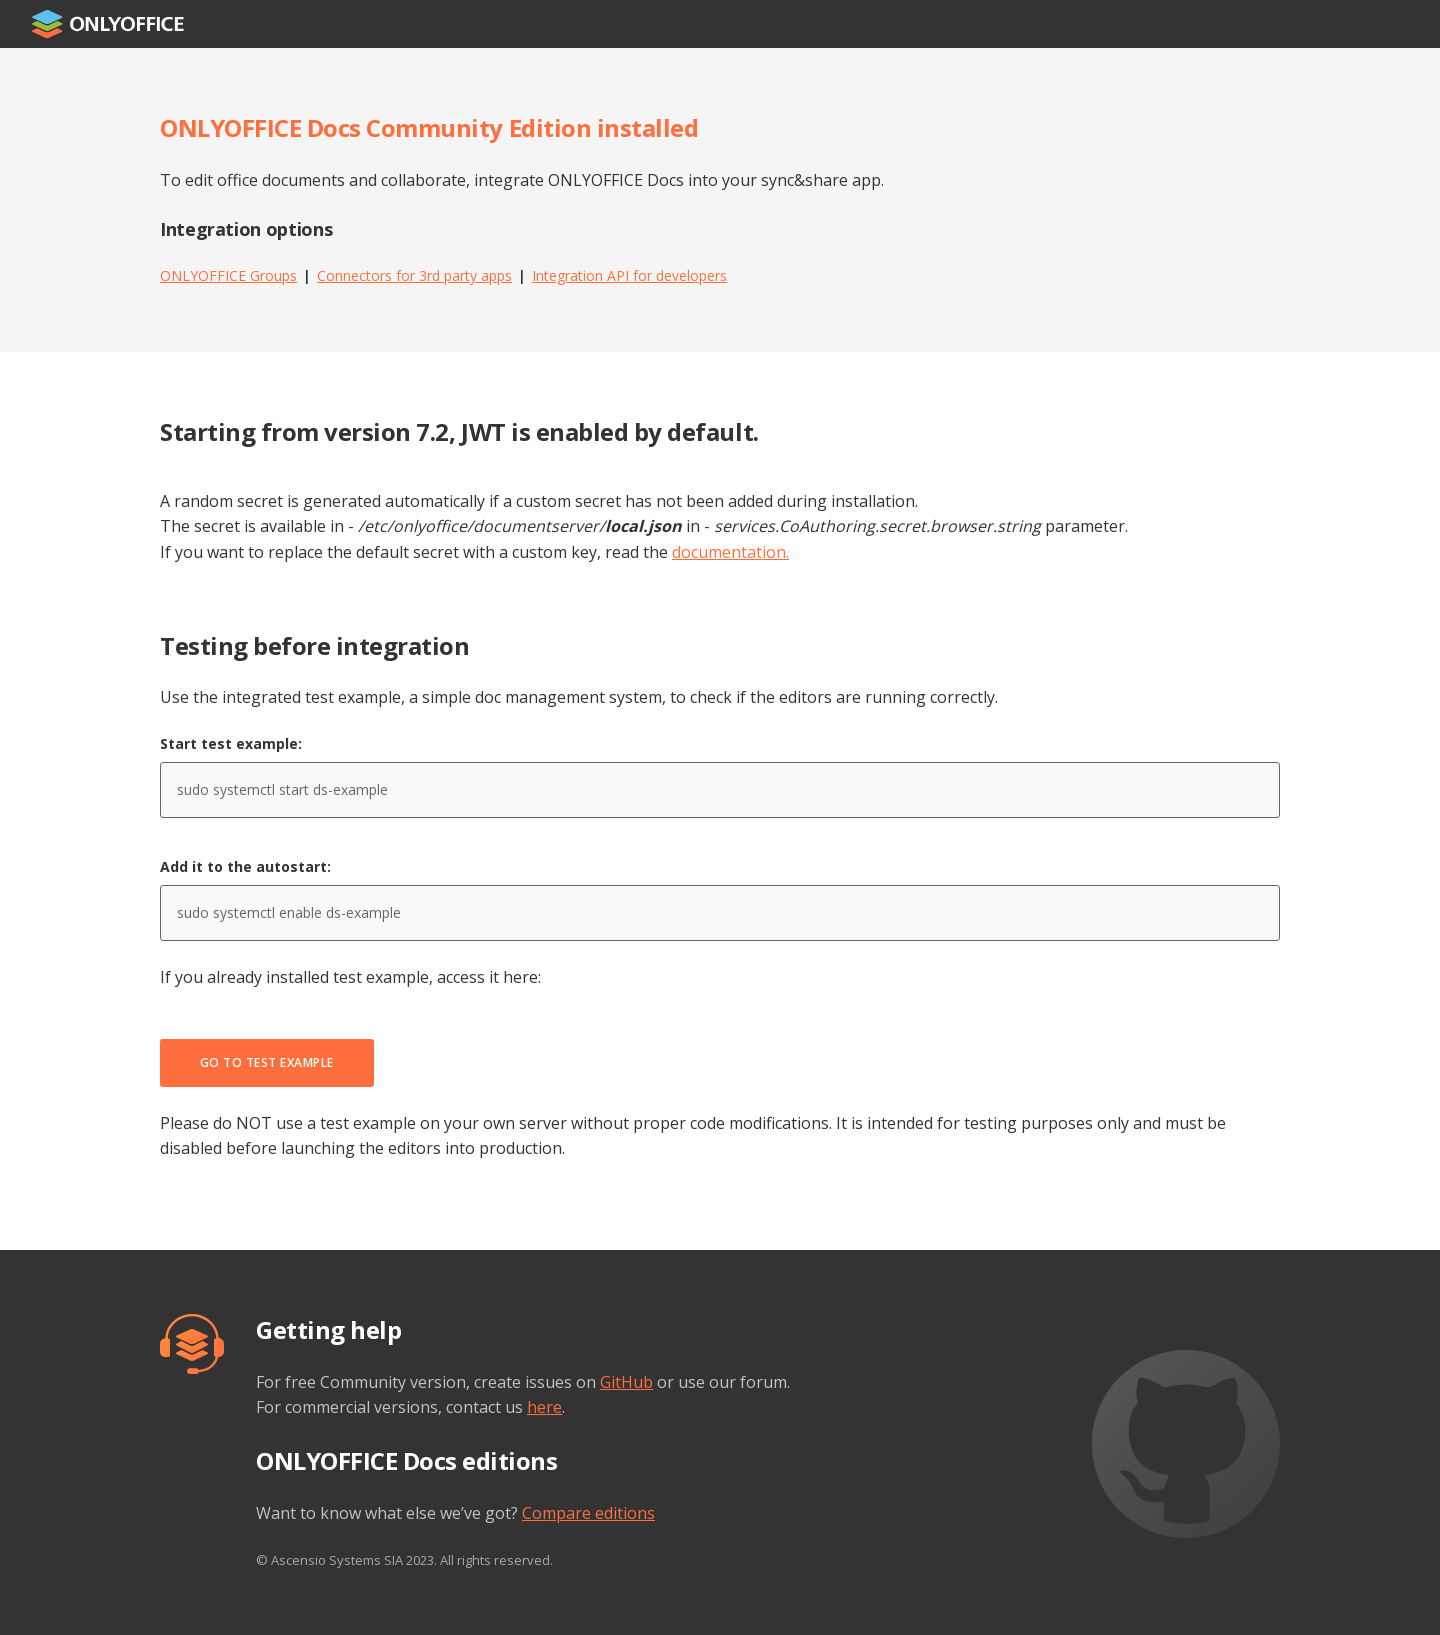 ONLYOFFICE
ONLYOFFICE Docs Community Edition installed
To edit office documents and collaborate, integrate ONLYOFFICE Docs into your sync&share app.
Integration options
ONLYOFFICE Groups | Connectors for 3rd party apps | Integration API for developers
Starting from version 7.2, JWT is enabled by default.
A random secret is generated automatically if a custom secret has not been added during installation.
The secret is available in - /etc/onlyoffice/documentserver/local.json in - services.CoAuthoring.secret.browser.string parameter.
If you want to replace the default secret with a custom key, read the documentation.
Testing before integration
Use the integrated test example, a simple doc management system, to check if the editors are running correctly.
Start test example:
sudo systemctl start ds-example
Add it to the autostart:
sudo systemctl enable ds-example
If you already installed test example, access it here:
GO TO TEST EXAMPLE
Please do NOT use a test example on your own server without proper code modifications. It is intended for testing purposes only and must be
disabled before launching the editors into production.
Getting help
For free Community version, create issues on GitHub or use our forum.
For commercial versions, contact us here.
ONLYOFFICE Docs editions
Want to know what else we’ve got? Compare editions
© Ascensio Systems SIA 2023. All rights reserved.